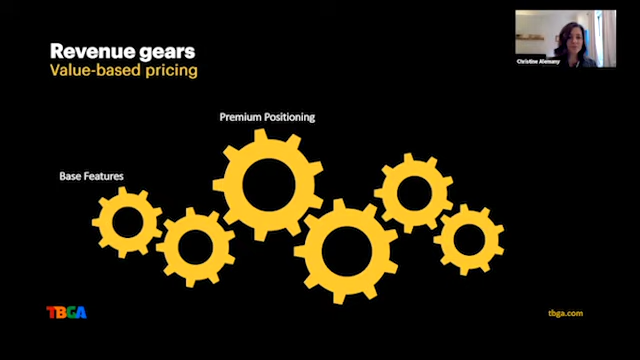 Revenue gears
Value-based pricing
Christine Alemany
Premium Positioning
Base Features
TBGA
tbga.com